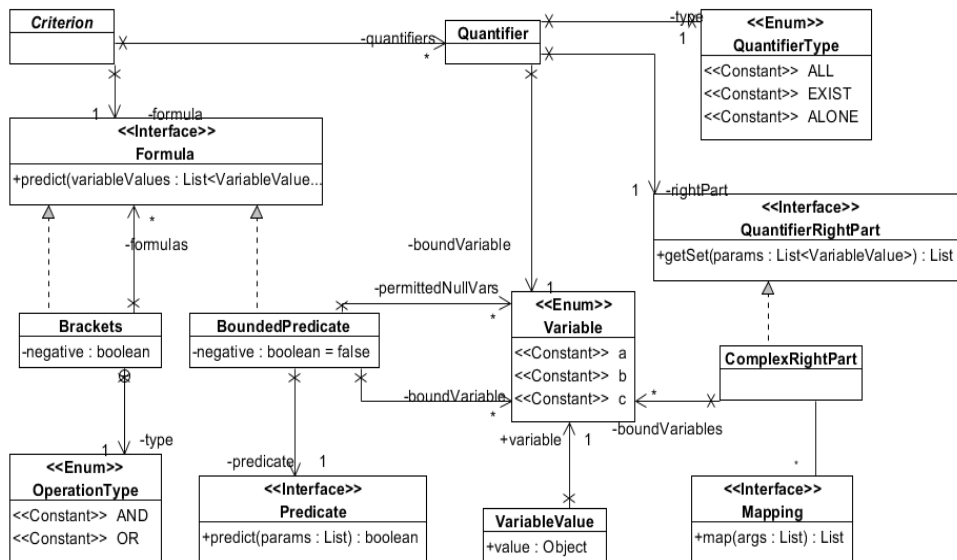 Criterion
-quantifiers
*
Quantifier
-type
1
<<Enum>>
QuantifierType
<<Constant>> ALL
<<Constant>> EXIST
<<Constant>> ALONE
1
-formula
<<Interface>>
Formula
+predict(variableValues : List<VariableValue...
1
-rightPart
<<Interface>>
QuantifierRightPart
+getSet(params : List<VariableValue>) : List
*
-formulas
-boundVariable
1
-permittedNullVars
*
Brackets
-negative : boolean
BoundedPredicate
-negative : boolean = false
<<Enum>>
Variable
<<Constant>> a
<<Constant>> b
<<Constant>> c
ComplexRightPart
-boundVariable
*
*
-boundVariables
1
-type
+variable
1
-predicate
1
*
<<Enum>>
OperationType
<<Constant>> AND
<<Constant>> OR
<<Interface>>
Predicate
+predict(params : List) : boolean
VariableValue
+value : Object
<<Interface>>
Mapping
+map(args : List) : List